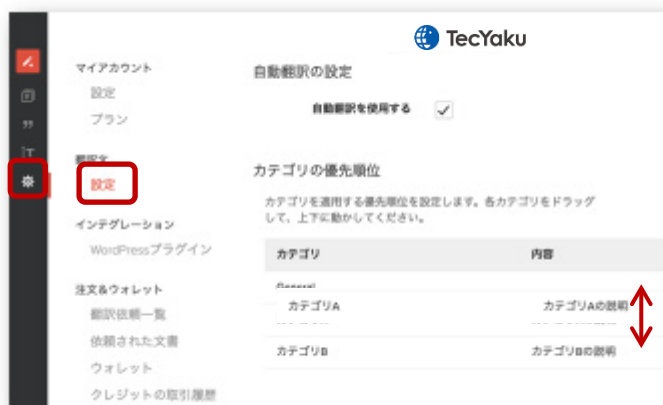 TecYaku
マイアカウント
設定
プラン
翻訳文
設定
インテグレーション
WordPressプラグイン
注文&ウォレット
翻訳依頼一覧
依頼された文書
ウォレット
クレジットの取引履歴
自動翻訳の設定
自動翻訳を使用する
カテゴリの優先順位
カテゴリを適用する優先順位を設定します。各カテゴリをドラッグ
して、上下に動かしてください。
カテゴリ 内容
General
カテゴリA カテゴリAの説明
カテゴリB カテゴリBの説明